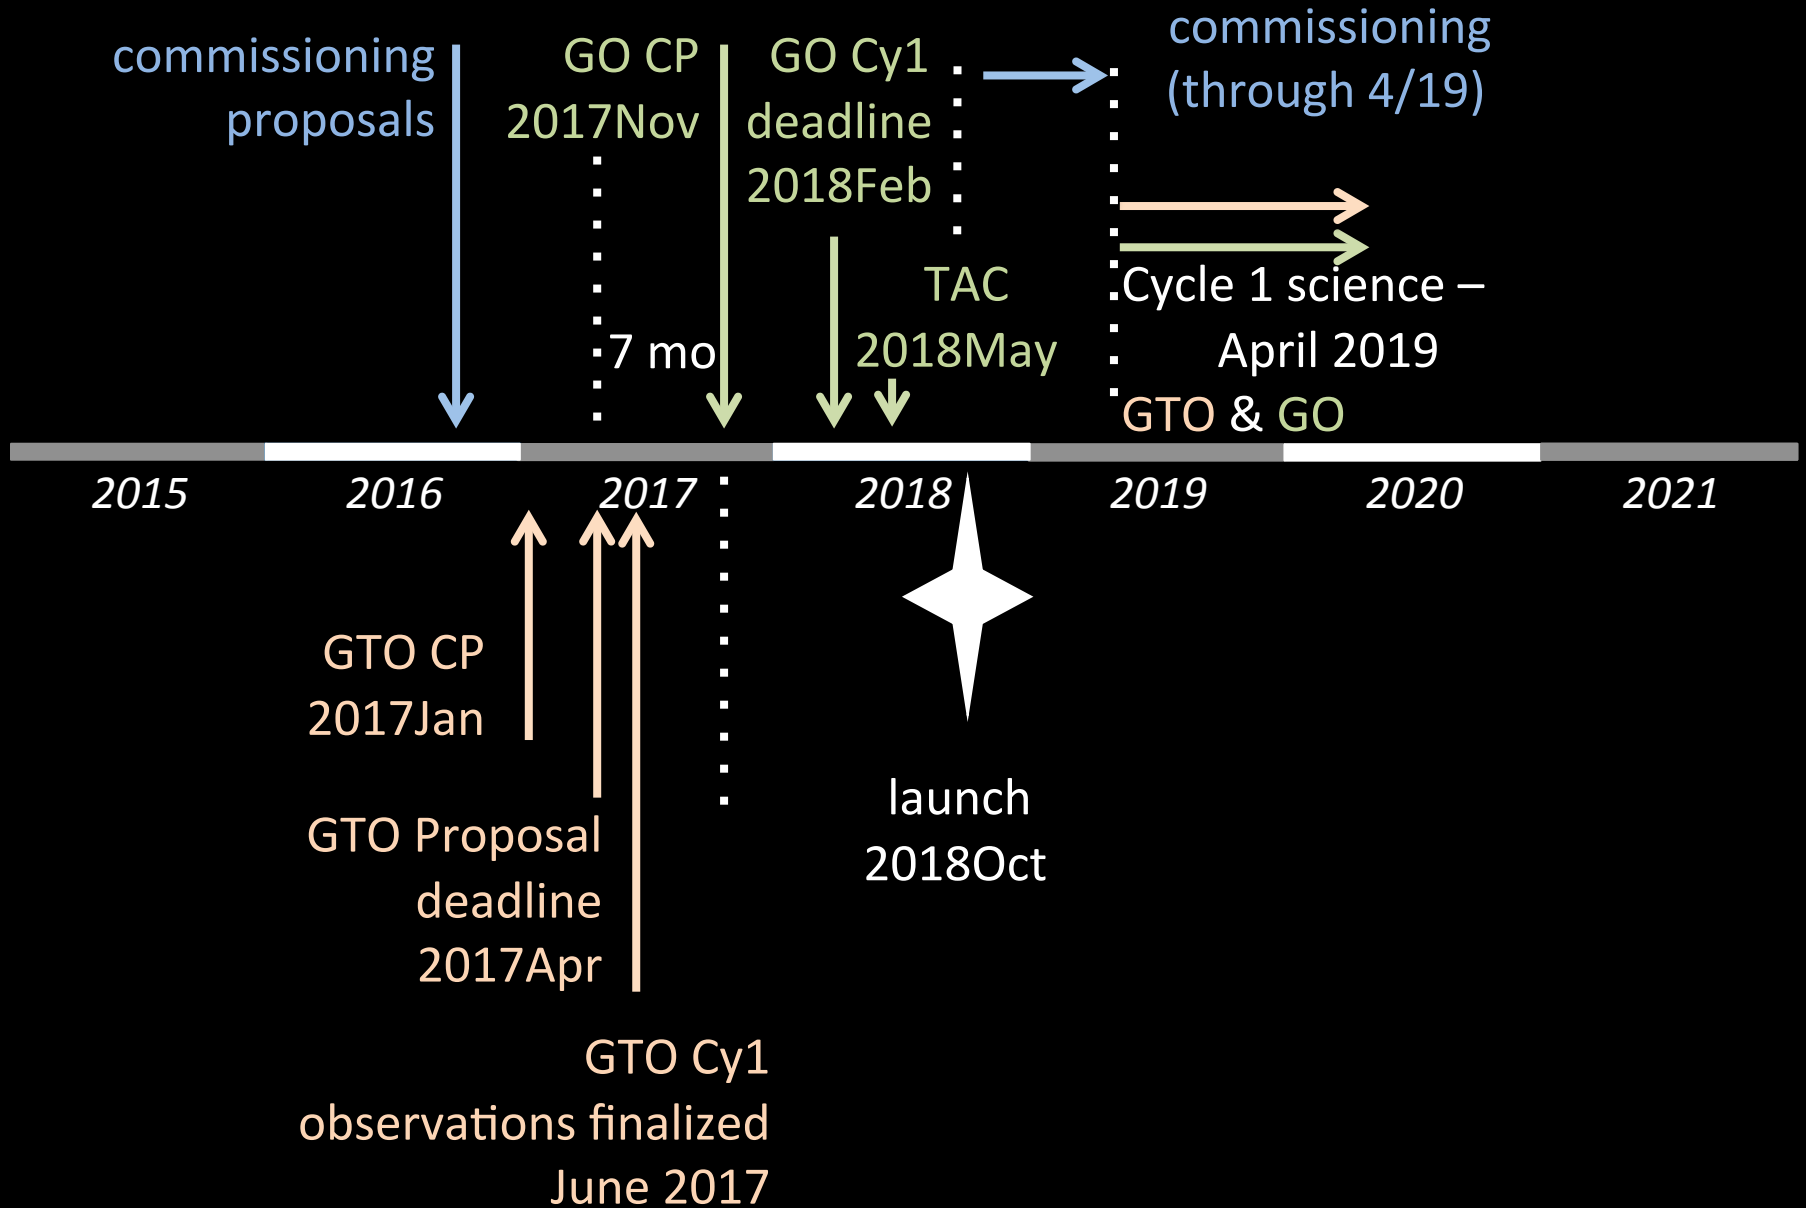 commissioning
proposals
GO CP
2017Nov
GO Cy1
deadline
2018Feb
commissioning
(through 4/19)
7 mo
TAC
2018May
Cycle 1 science –
April 2019
GTO & GO
2015
2016
2017
2018
2019
2020
2021
GTO CP
2017Jan
GTO Proposal
deadline
2017Apr
GTO Cy1
observations finalized
June 2017
launch
2018Oct